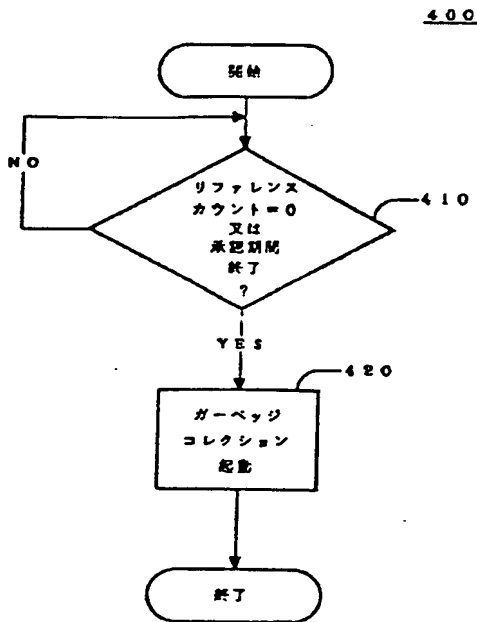 400
開始
NO
リファレンス
カウント=0
又は
承認期間
終了
?
410
YES
420
ガーベッジ
コレクション
起動
終了